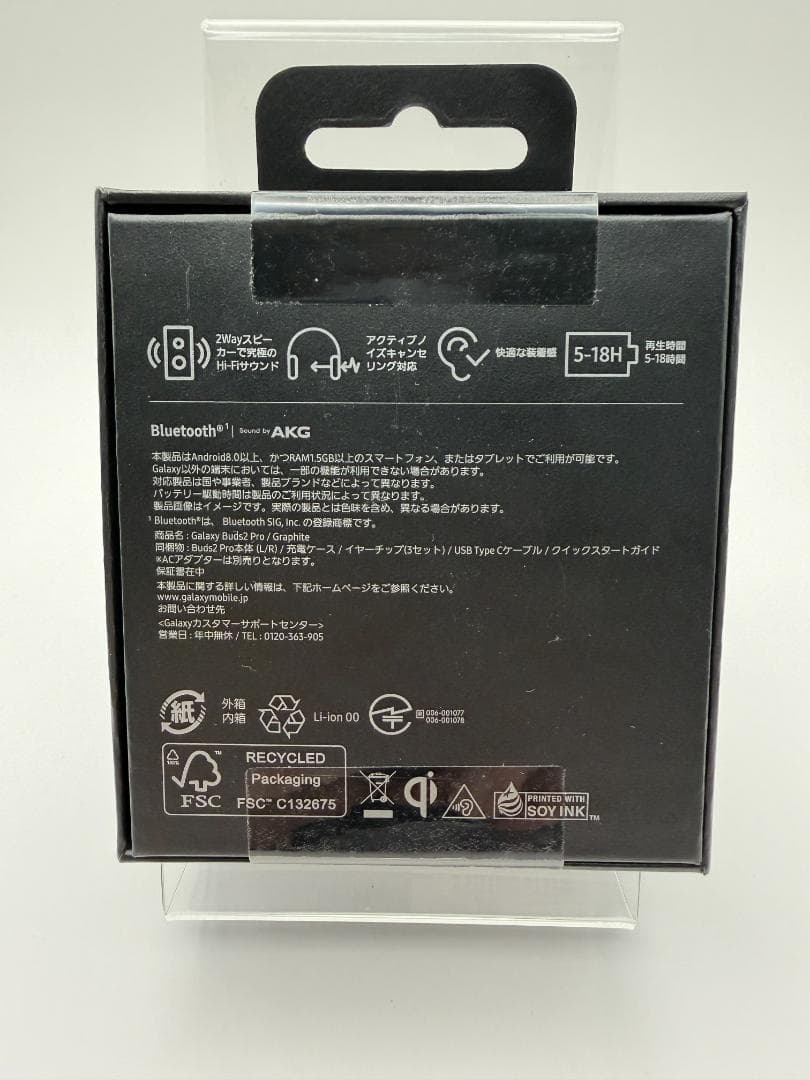 2Wayスピー
カーで究極の
Hi-Fiサウンド
アクティブノ
イズキャンセ
リング対応
快適な装着感
5-18H
再生時間
5-18時間
Bluetooth®¹ | Sound by AKG
本製品はAndroid8.0以上、かつRAM1.5GB以上のスマートフォン、またはタブレットでご利用が可能です。
Galaxy以外の端末においては、一部の機能が利用できない場合があります。
対応製品は国や事業者、製品ブランドなどによって異なります。
バッテリー駆動時間は製品のご利用状況によって異なります。
製品画像はイメージです。実際の製品とは色味を含め、異なる場合があります。
¹ Bluetooth®は、Bluetooth SIG, Inc. の登録商標です。
商品名 : Galaxy Buds2 Pro / Graphite
同梱物 : Buds2 Pro本体 (L/R) / 充電ケース / イヤーチップ(3セット) / USB Type Cケーブル / クイックスタートガイド
※ACアダプターは別売りとなります。
保証書在中
本製品に関する詳しい情報は、下記ホームページをご参照ください。
www.galaxymobile.jp
お問い合わせ先
<Galaxyカスタマーサポートセンター>
営業日 : 年中無休 / TEL : 0120-363-905
紙
外箱
内箱
Li-ion 00
R 006-001077
006-001078
100%
FSC
RECYCLED
Packaging
FSC™ C132675
qi
PRINTED WITH
SOY INK™